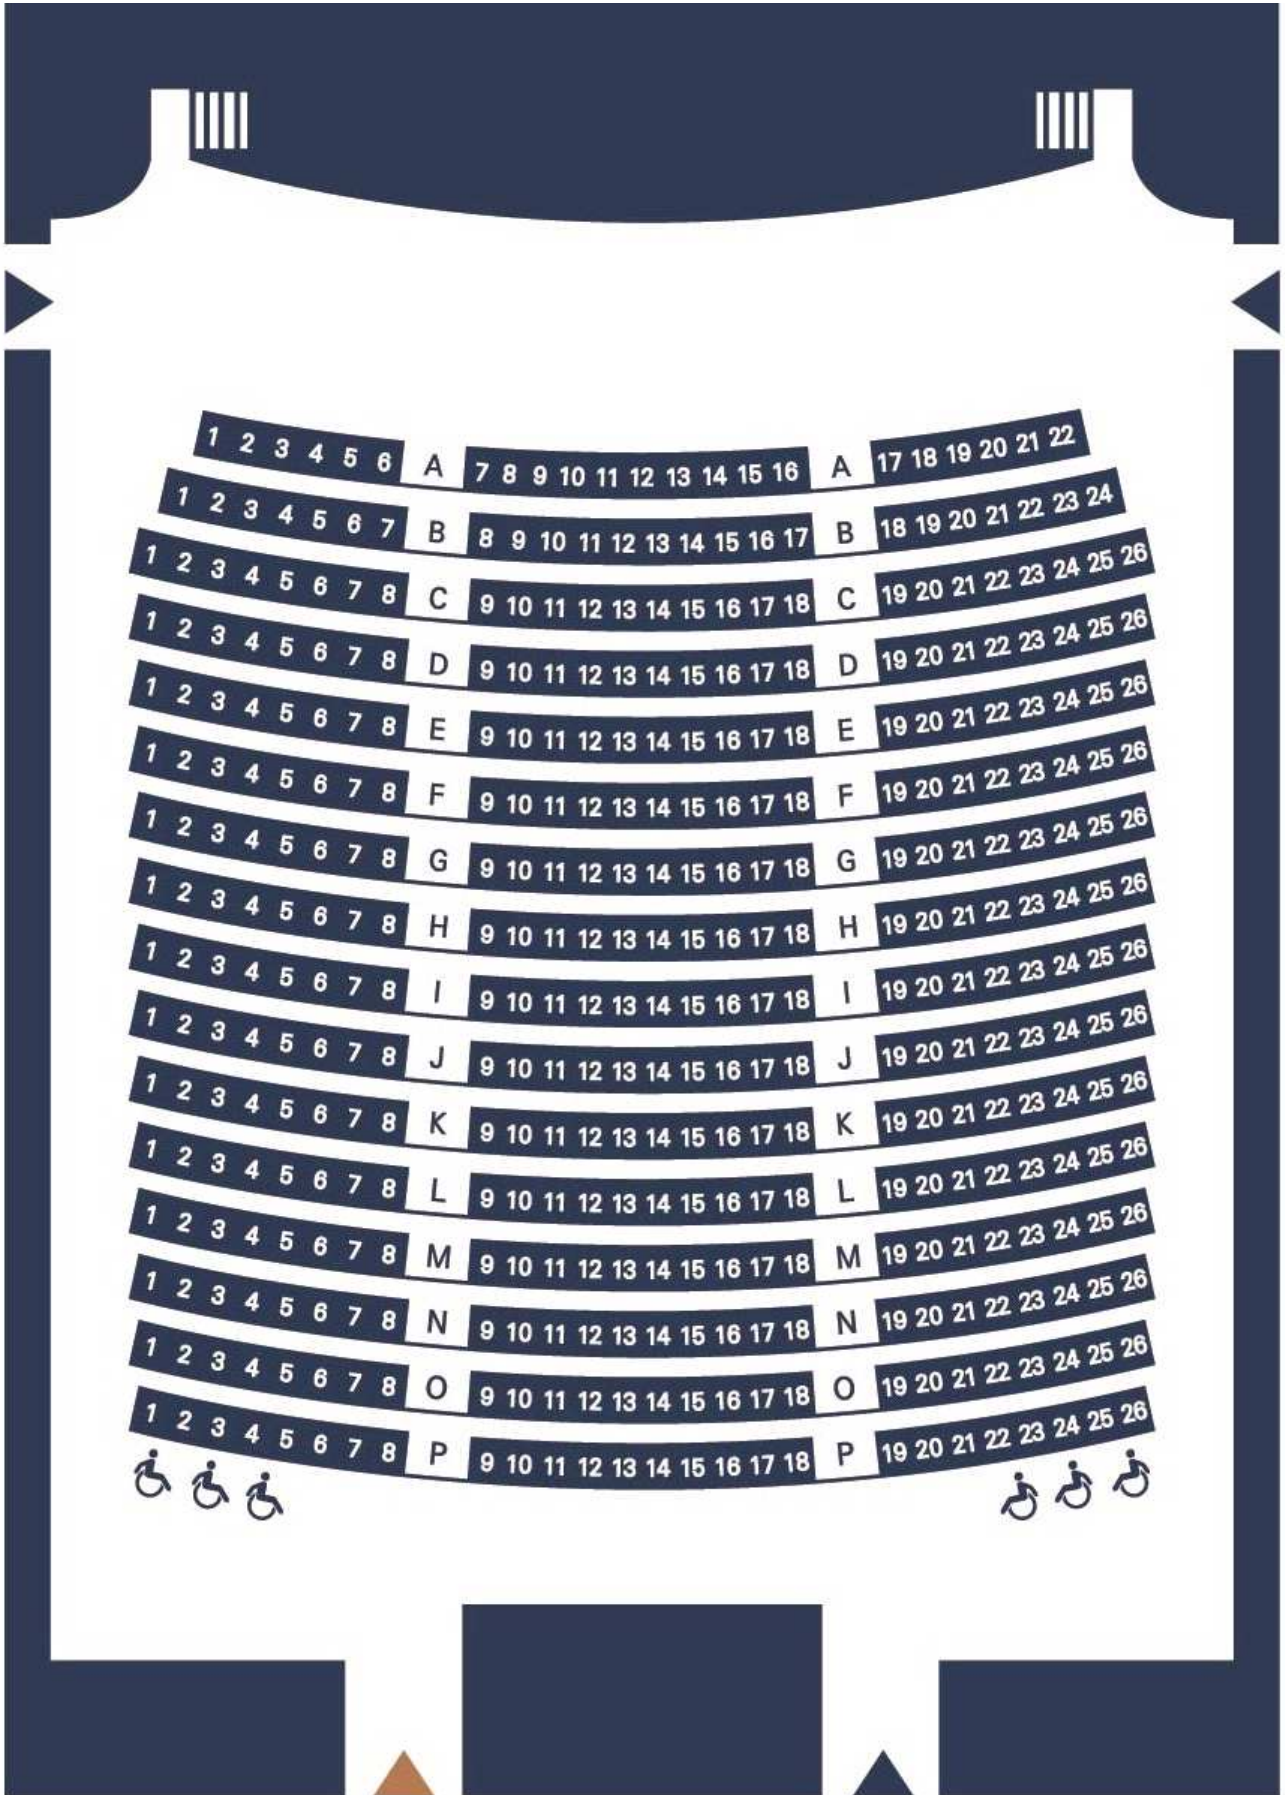 1 2 3 4 5 6 A 7 8 9 10 11 12 13 14 15 16 A 17 18 19 20 21 22
1 2 3 4 5 6 7 B 8 9 10 11 12 13 14 15 16 17 B 18 19 20 21 22 23 24
1 2 3 4 5 6 7 8 C 9 10 11 12 13 14 15 16 17 18 C 19 20 21 22 23 24 25 26
1 2 3 4 5 6 7 8 D 9 10 11 12 13 14 15 16 17 18 D 19 20 21 22 23 24 25 26
1 2 3 4 5 6 7 8 E 9 10 11 12 13 14 15 16 17 18 E 19 20 21 22 23 24 25 26
1 2 3 4 5 6 7 8 F 9 10 11 12 13 14 15 16 17 18 F 19 20 21 22 23 24 25 26
1 2 3 4 5 6 7 8 G 9 10 11 12 13 14 15 16 17 18 G 19 20 21 22 23 24 25 26
1 2 3 4 5 6 7 8 H 9 10 11 12 13 14 15 16 17 18 H 19 20 21 22 23 24 25 26
1 2 3 4 5 6 7 8 I 9 10 11 12 13 14 15 16 17 18 I 19 20 21 22 23 24 25 26
1 2 3 4 5 6 7 8 J 9 10 11 12 13 14 15 16 17 18 J 19 20 21 22 23 24 25 26
1 2 3 4 5 6 7 8 K 9 10 11 12 13 14 15 16 17 18 K 19 20 21 22 23 24 25 26
1 2 3 4 5 6 7 8 L 9 10 11 12 13 14 15 16 17 18 L 19 20 21 22 23 24 25 26
1 2 3 4 5 6 7 8 M 9 10 11 12 13 14 15 16 17 18 M 19 20 21 22 23 24 25 26
1 2 3 4 5 6 7 8 N 9 10 11 12 13 14 15 16 17 18 N 19 20 21 22 23 24 25 26
1 2 3 4 5 6 7 8 O 9 10 11 12 13 14 15 16 17 18 O 19 20 21 22 23 24 25 26
1 2 3 4 5 6 7 8 P 9 10 11 12 13 14 15 16 17 18 P 19 20 21 22 23 24 25 26